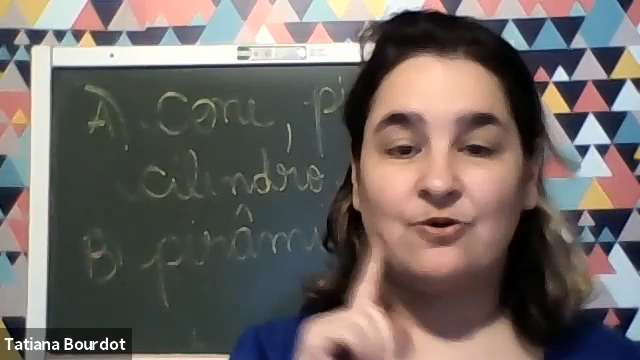 A) cone, pi
cilindro
B) pirâmi
Tatiana Bourdot